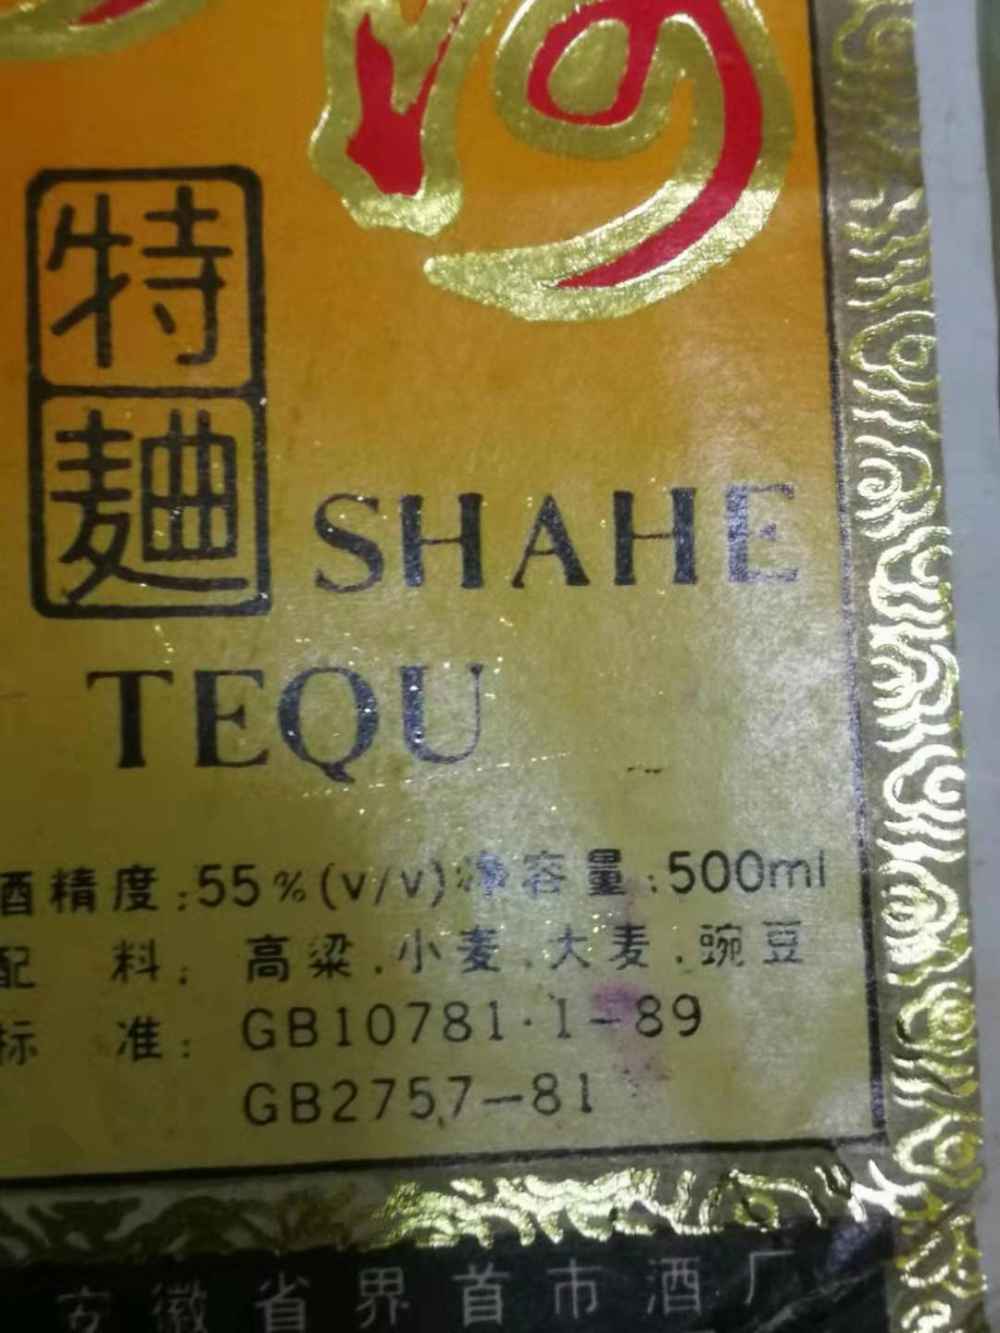 河
特
麯
SHAHE
TEQU
酒精度:55%(v/v)净容量:500ml
配 料:高粱.小麦.大麦.豌豆
标 准:GB10781·1-89
GB2757-81
安徽省界首市酒厂